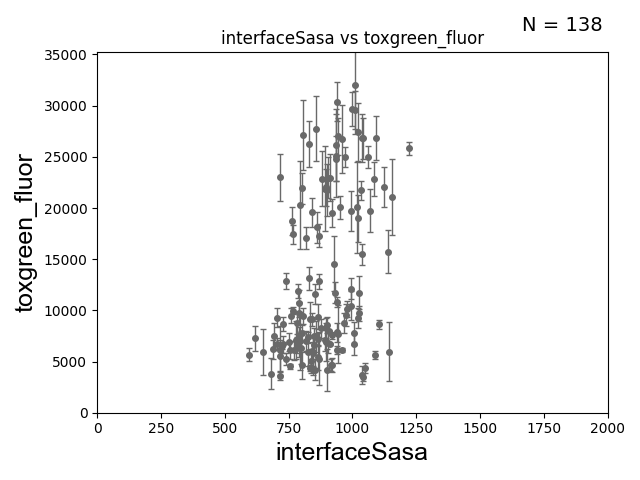 N = 138
interfaceSasa vs toxgreen_fluor
35000
30000
25000
20000
15000
10000
5000
0
toxgreen_fluor
0 250 500 750 1000 1250 1500 1750 2000
interfaceSasa